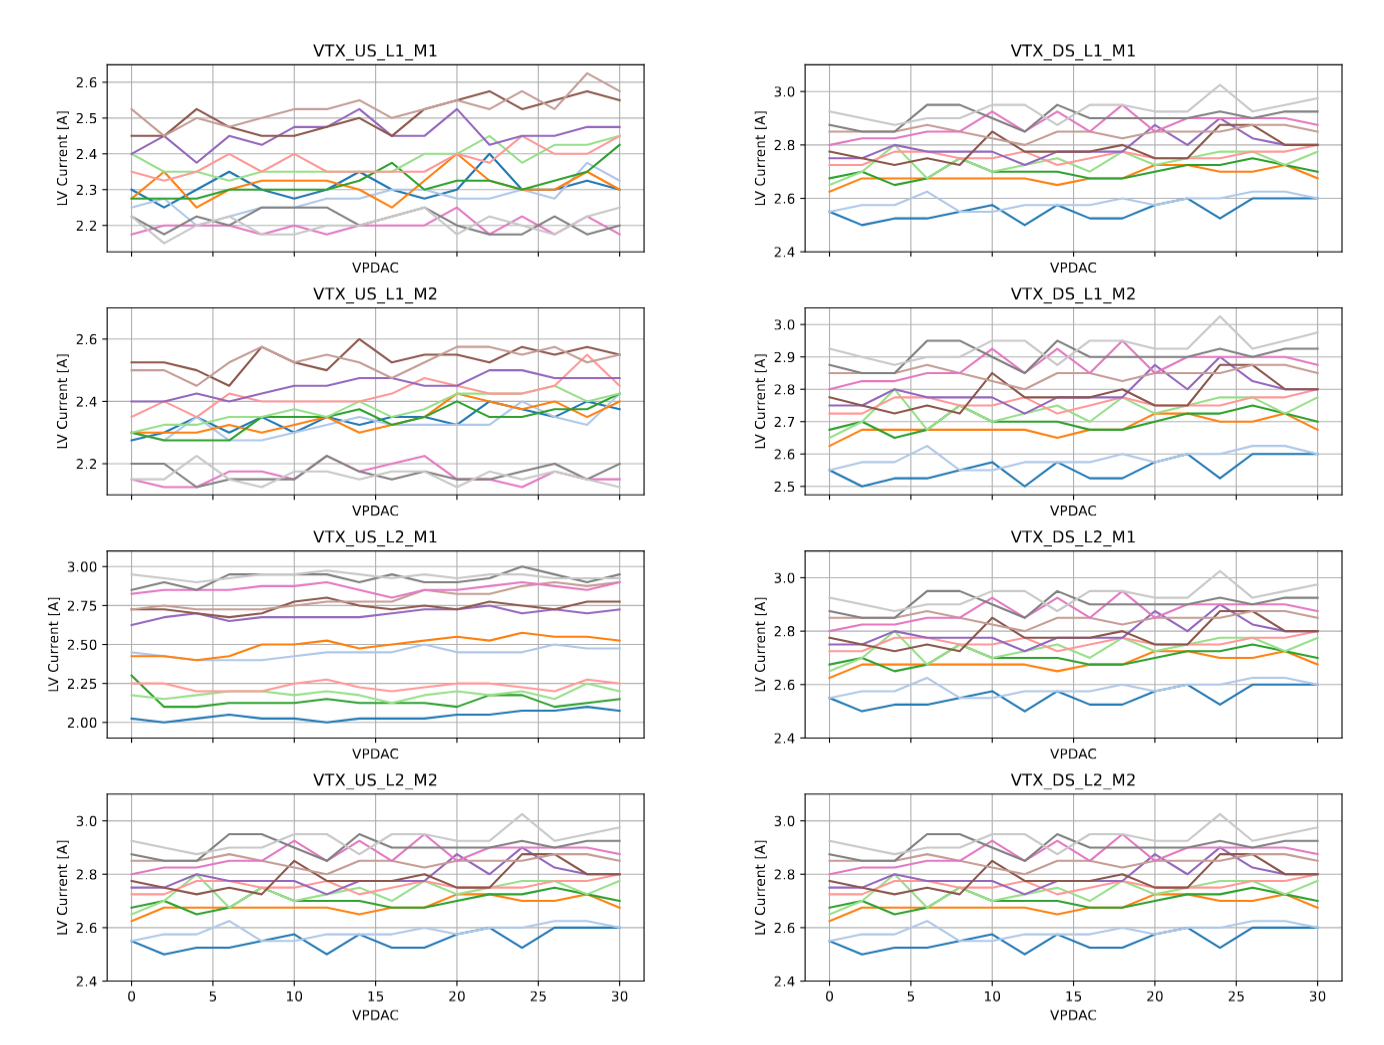 VTX_US_L1_M1
2.6
2.5
2.4
2.3
2.2
LV Current [A]
VPDAC
VTX_DS_L1_M1
3.0
2.8
2.6
2.4
LV Current [A]
VPDAC
VTX_US_L1_M2
2.6
2.4
2.2
LV Current [A]
VPDAC
VTX_DS_L1_M2
3.0
2.9
2.8
2.7
2.6
2.5
LV Current [A]
VPDAC
VTX_US_L2_M1
3.00
2.75
2.50
2.25
2.00
LV Current [A]
VPDAC
VTX_DS_L2_M1
3.0
2.8
2.6
2.4
LV Current [A]
VPDAC
VTX_US_L2_M2
3.0
2.8
2.6
2.4
LV Current [A]
0 5 10 15 20 25 30
VPDAC
VTX_DS_L2_M2
3.0
2.8
2.6
2.4
LV Current [A]
0 5 10 15 20 25 30
VPDAC